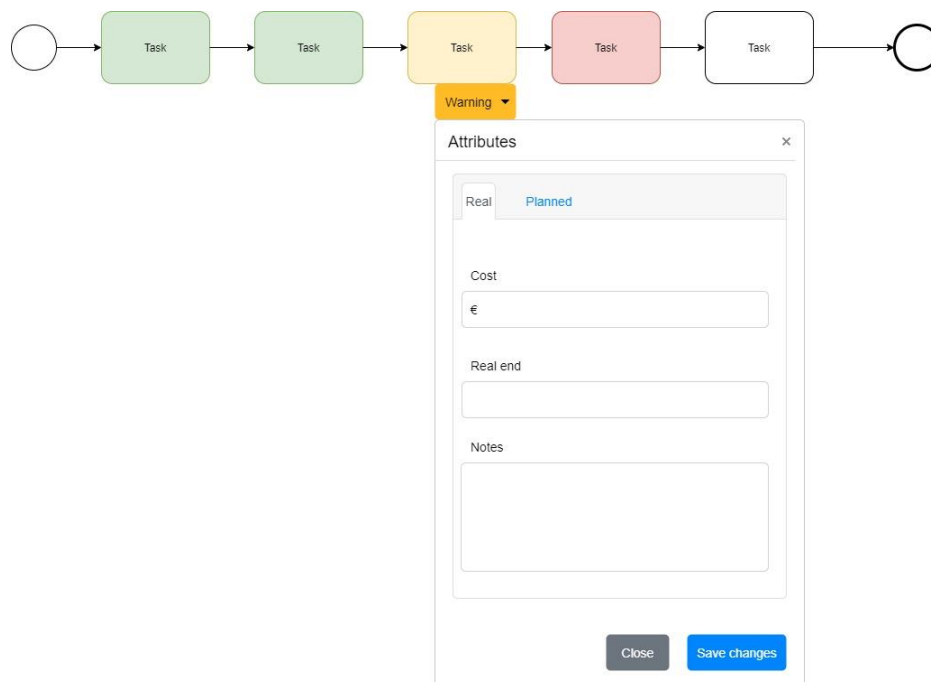 Task Task Task Task Task
Warning
Attributes ×
Real Planned
Cost
€
Real end
Notes
Close Save changes